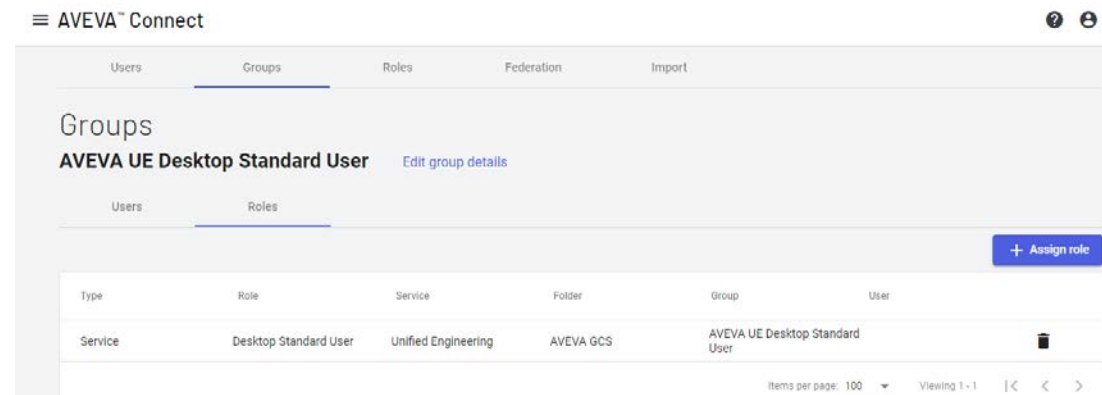 AVEVA™ Connect
Users Groups Roles Federation Import
Groups
AVEVA UE Desktop Standard User Edit group details
Users Roles
+ Assign role
Type Role Service Folder Group User
Service Desktop Standard User Unified Engineering AVEVA GCS AVEVA UE Desktop Standard
User
Items per page: 100 Viewing 1 - 1